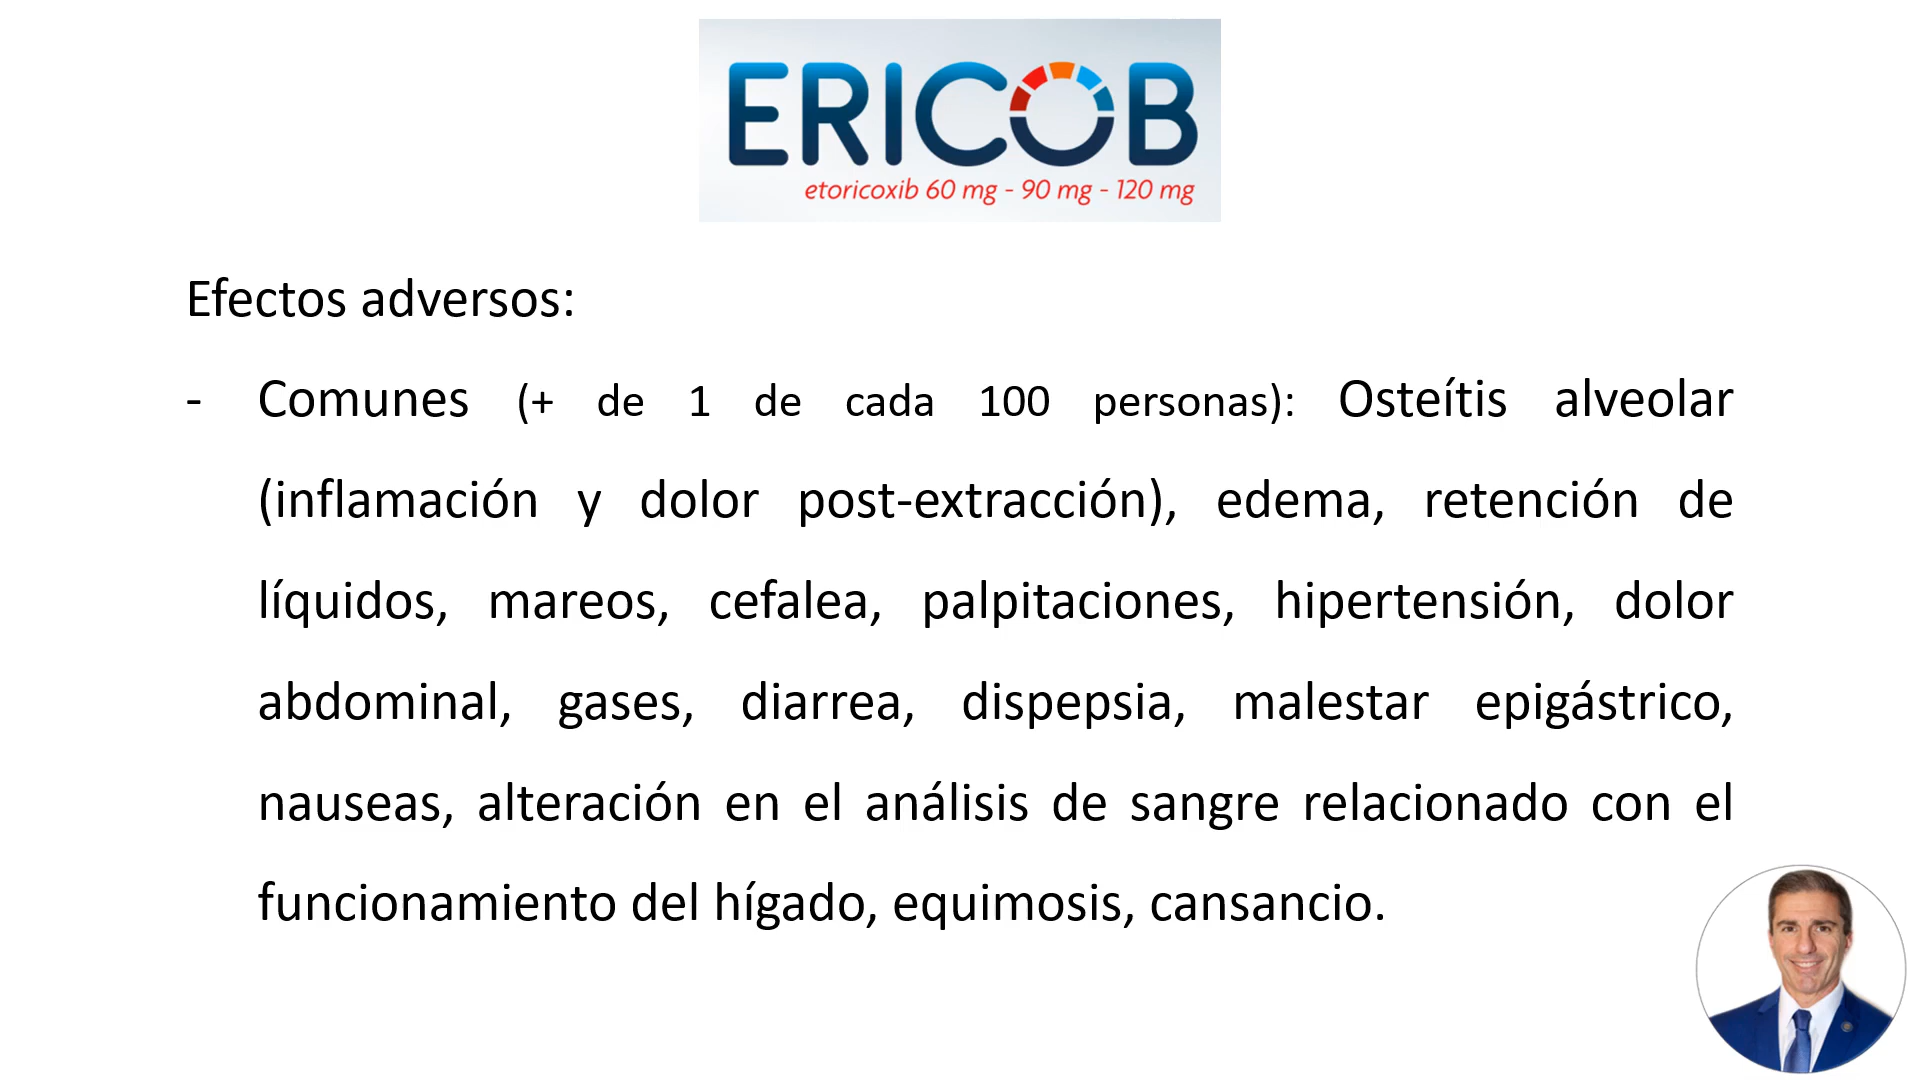 ERICOB
etoricoxib 60 mg - 90 mg - 120 mg
Efectos adversos:
- Comunes (+ de 1 de cada 100 personas): Osteítis alveolar
(inflamación y dolor post-extracción), edema, retención de
líquidos, mareos, cefalea, palpitaciones, hipertensión, dolor
abdominal, gases, diarrea, dispepsia, malestar epigástrico,
nauseas, alteración en el análisis de sangre relacionado con el
funcionamiento del hígado, equimosis, cansancio.